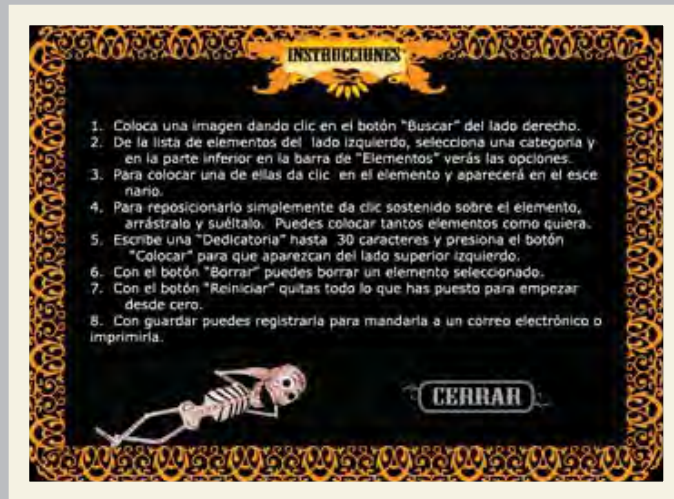 INSTRUCCIONES
1. Coloca una imagen dando clic en el botón "Buscar" del lado derecho.
2. De la lista de elementos del lado izquierdo, selecciona una categoría y
en la parte inferior en la barra de "Elementos" verás las opciones.
3. Para colocar una de ellas da clic en el elemento y aparecerá en el esce
nario.
4. Para reposicionarlo simplemente da clic sostenido sobre el elemento,
arrástralo y suéltalo. Puedes colocar tantos elementos como quiera.
5. Escribe una "Dedicatoria" hasta 30 caracteres y presiona el botón
"Colocar" para que aparezcan del lado superior izquierdo.
6. Con el botón "Borrar" puedes borrar un elemento seleccionado.
7. Con el botón "Reiniciar" quitas todo lo que has puesto para empezar
desde cero.
8. Con guardar puedes registrarla para mandarla a un correo electrónico o
imprimirla.
CERRAR